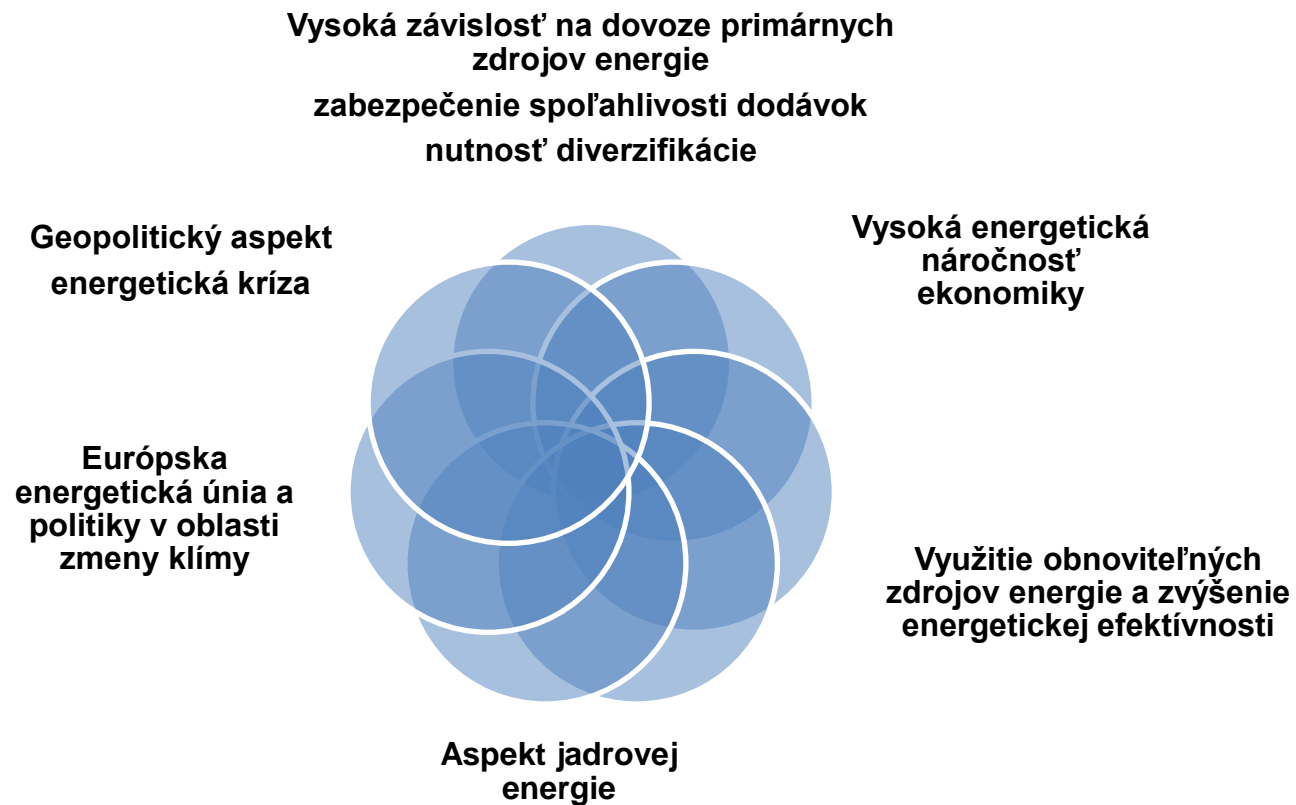 Vysoká závislosť na dovoze primárnych
zdrojov energie
zabezpečenie spoľahlivosti dodávok
nutnosť diverzifikácie
Geopolitický aspekt
energetická kríza
Vysoká energetická
náročnosť
ekonomiky
Európska
energetická únia a
politiky v oblasti
zmeny klímy
Využitie obnoviteľných
zdrojov energie a zvýšenie
energetickej efektívnosti
Aspekt jadrovej
energie